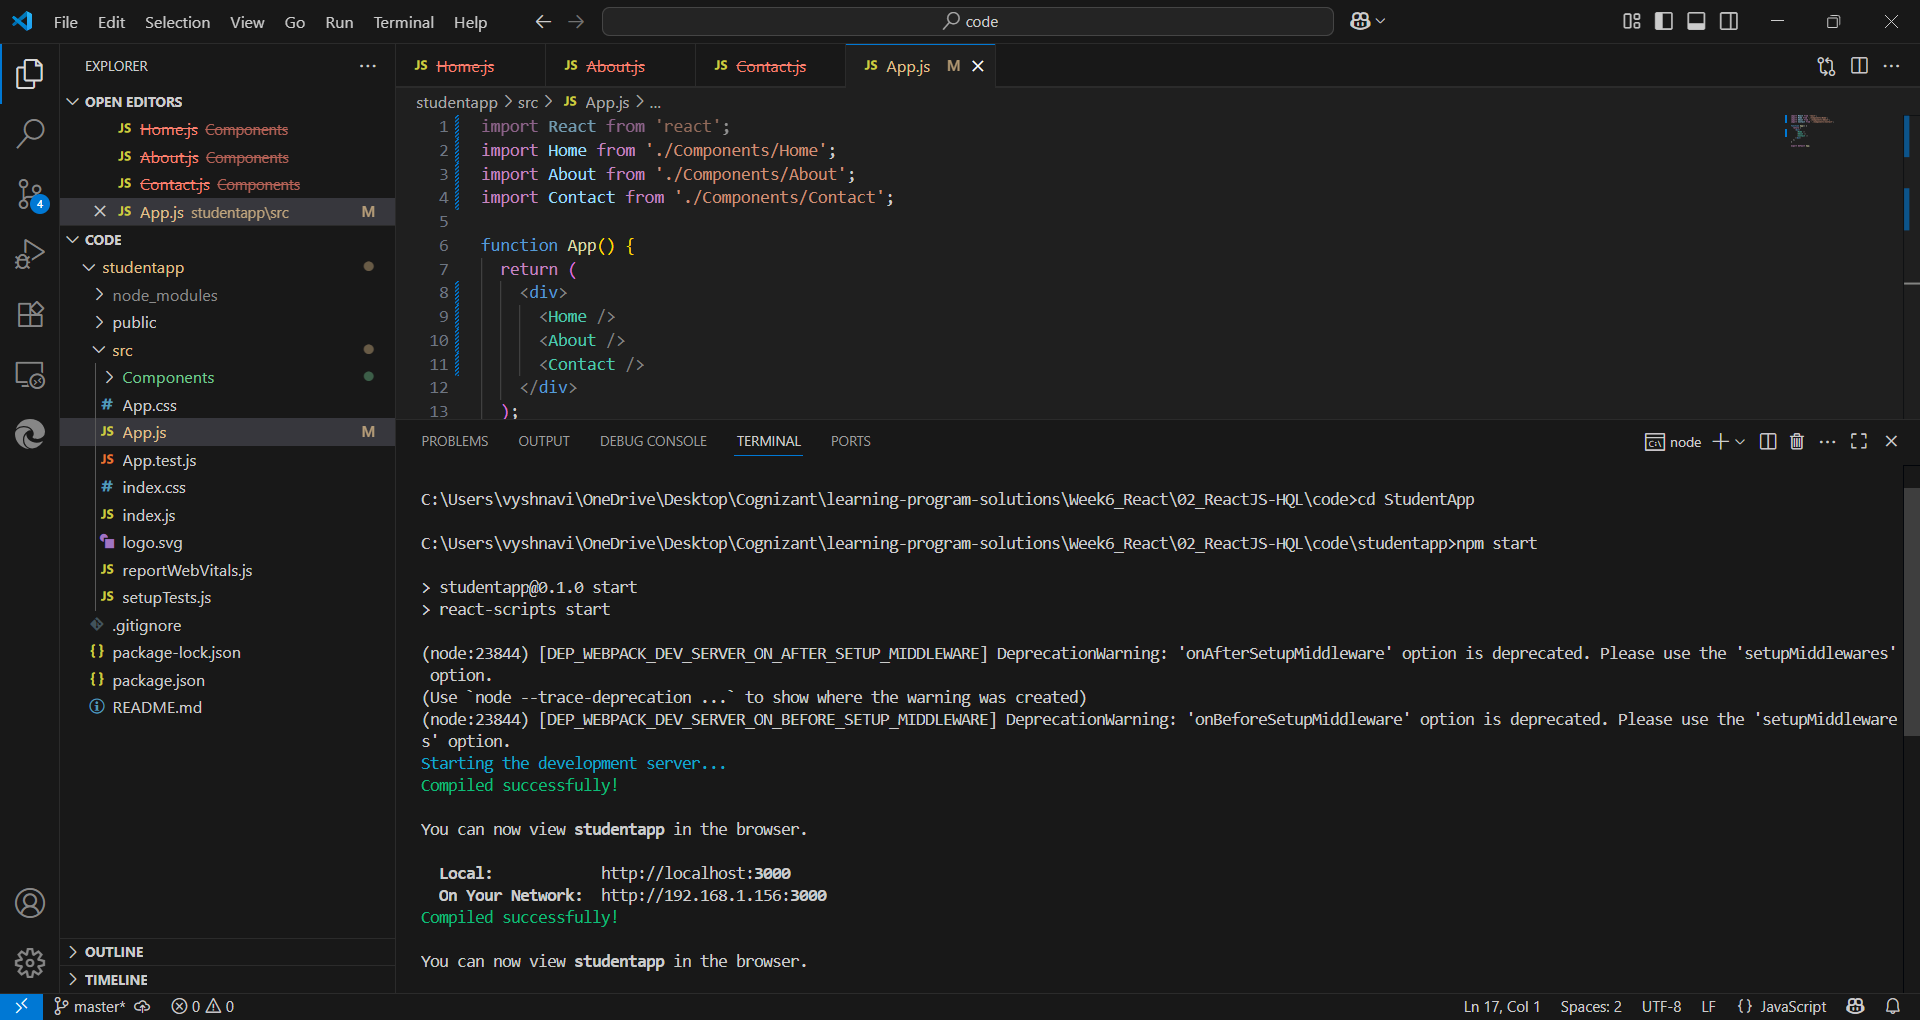 File Edit Selection View Go Run Terminal Help
code
EXPLORER
OPEN EDITORS
JS Home.js Components
JS About.js Components
JS Contact.js Components
JS App.js studentapp\src M
CODE
studentapp
node_modules
public
src
Components
# App.css
JS App.js M
JS App.test.js
# index.css
JS index.js
logo.svg
JS reportWebVitals.js
JS setupTests.js
.gitignore
{} package-lock.json
{} package.json
README.md
OUTLINE
TIMELINE
4
JS Home.js JS About.js JS Contact.js JS App.js M
studentapp > src > JS App.js > ...
1 import React from 'react';
2 import Home from './Components/Home';
3 import About from './Components/About';
4 import Contact from './Components/Contact';
5
6 function App() {
7 return (
8 <div>
9 <Home />
10 <About />
11 <Contact />
12 </div>
13 );
PROBLEMS OUTPUT DEBUG CONSOLE TERMINAL PORTS
node
C:\Users\vyshnavi\OneDrive\Desktop\Cognizant\learning-program-solutions\Week6_React\02_ReactJS-HQL\code>cd StudentApp
C:\Users\vyshnavi\OneDrive\Desktop\Cognizant\learning-program-solutions\Week6_React\02_ReactJS-HQL\code\studentapp>npm start
> studentapp@0.1.0 start
> react-scripts start
(node:23844) [DEP_WEBPACK_DEV_SERVER_ON_AFTER_SETUP_MIDDLEWARE] DeprecationWarning: 'onAfterSetupMiddleware' option is deprecated. Please use the 'setupMiddlewares'
option.
(Use `node --trace-deprecation ...` to show where the warning was created)
(node:23844) [DEP_WEBPACK_DEV_SERVER_ON_BEFORE_SETUP_MIDDLEWARE] DeprecationWarning: 'onBeforeSetupMiddleware' option is deprecated. Please use the 'setupMiddleware
s' option.
Starting the development server...
Compiled successfully!
You can now view studentapp in the browser.
Local: http://localhost:3000
On Your Network: http://192.168.1.156:3000
Compiled successfully!
You can now view studentapp in the browser.
master* 0 0
Ln 17, Col 1 Spaces: 2 UTF-8 LF {} JavaScript